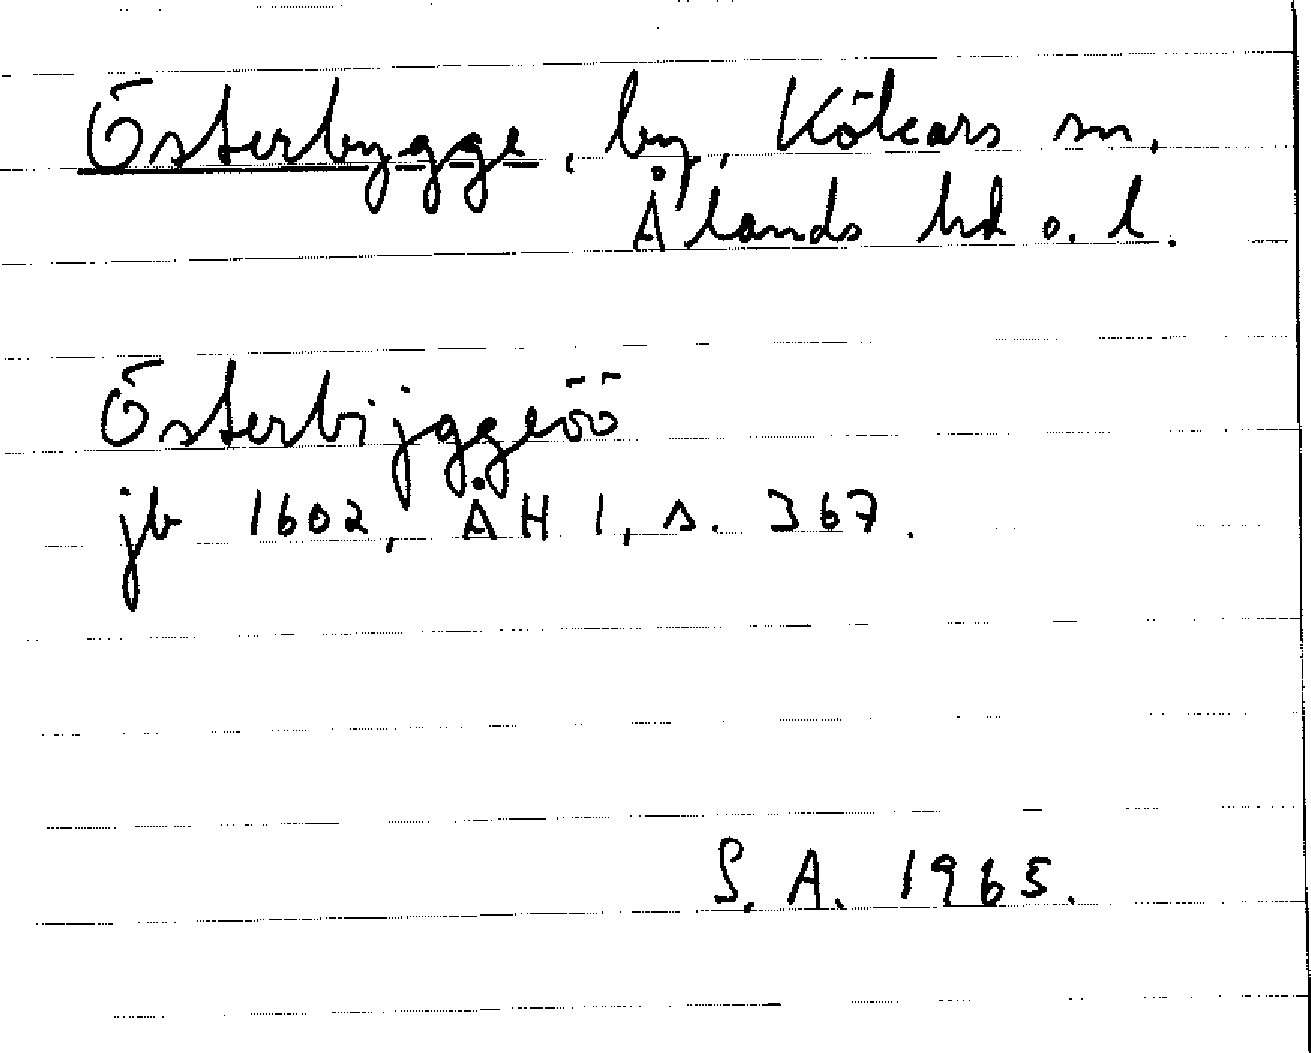 Österbygge, by, Kökars sn,
Ålands hd o. l.
Österbijggeöö
jb 1602, ÅH 1, s. 367.
S. A. 1965.